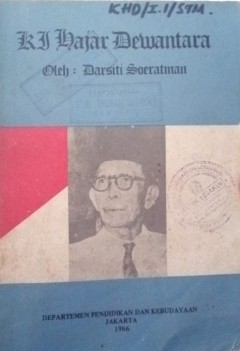 KHD/I.1/STM.
KI Hajar Dewantara
Oleh : Darsiti Soeratman
DEPARTEMEN PENDIDIKAN DAN KEBUDAYAAN
JAKARTA
1986